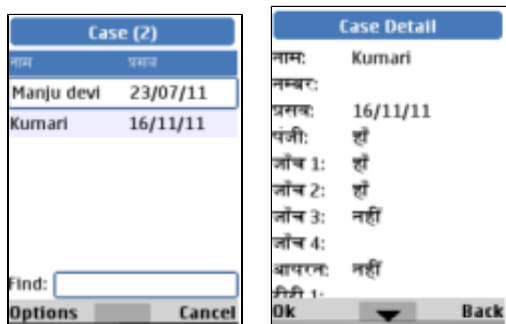 Case (2)
नाम प्रसव
Manju devi 23/07/11
Kumari 16/11/11
Find:
Options Cancel
Case Detail
नाम: Kumari
नम्बर:
प्रसव: 16/11/11
पंजी: हाँ
जाँच 1: हाँ
जाँच 2: हाँ
जाँच 3: नहीं
जाँच 4:
आयरन: नहीं
टीटी 1:
Ok Back